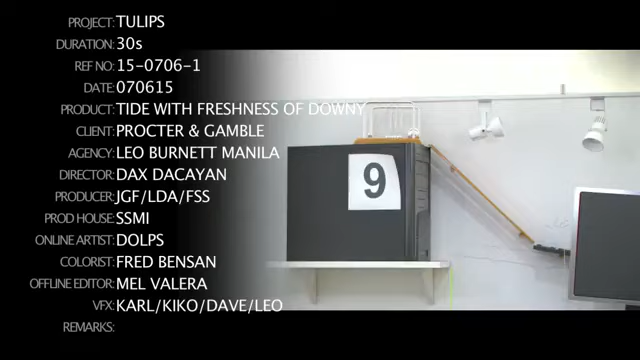 PROJECT: TULIPS
DURATION: 30s
REF NO: 15-0706-1
DATE: 070615
PRODUCT: TIDE WITH FRESHNESS OF DOWNY
CLIENT: PROCTER & GAMBLE
AGENCY: LEO BURNETT MANILA
DIRECTOR: DAX DACAYAN
PRODUCER: JGF/LDA/FSS
PROD HOUSE: SSMI
ONLINE ARTIST: DOLPS
COLORIST: FRED BENSAN
OFFLINE EDITOR: MEL VALERA
VFX: KARL/KIKO/DAVE/LEO
REMARKS:
9